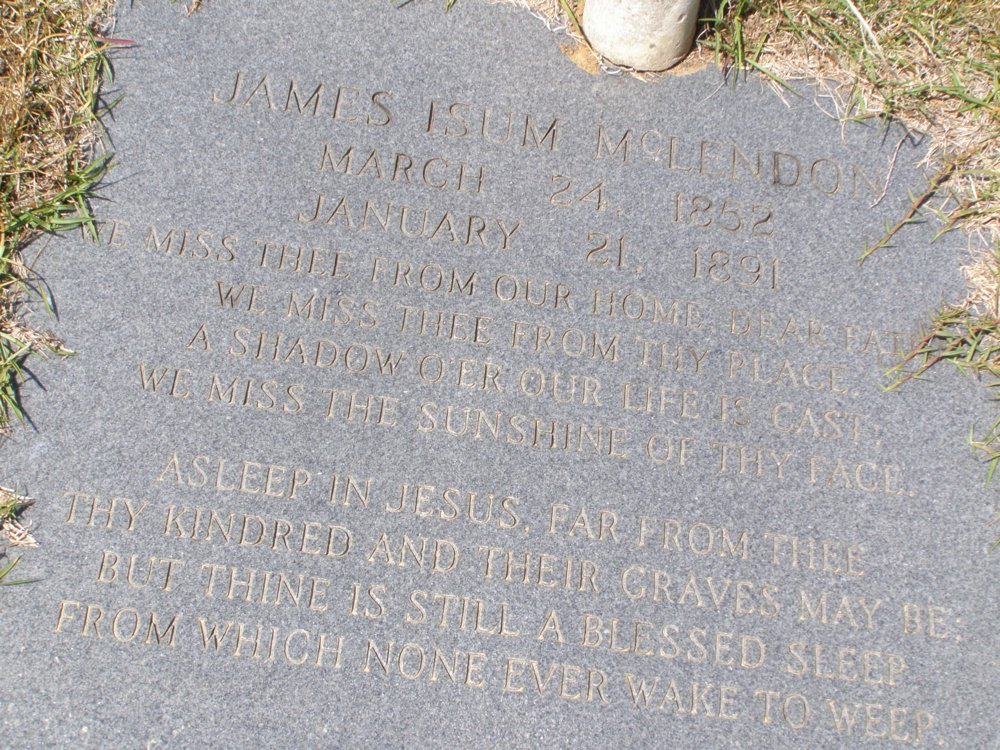 JAMES ISUM McLENDON
MARCH 24, 1852
JANUARY 21, 1891
WE MISS THEE FROM OUR HOME, DEAR
WE MISS THEE FROM THY PLACE,
A SHADOW O'ER OUR LIFE IS CAST;
WE MISS THE SUNSHINE OF THY FACE.
ASLEEP IN JESUS, FAR FROM THEE
THY KINDRED AND THEIR GRAVES MAY BE;
BUT THINE IS STILL A BLESSED SLEEP
FROM WHICH NONE EVER WAKE TO WEEP.